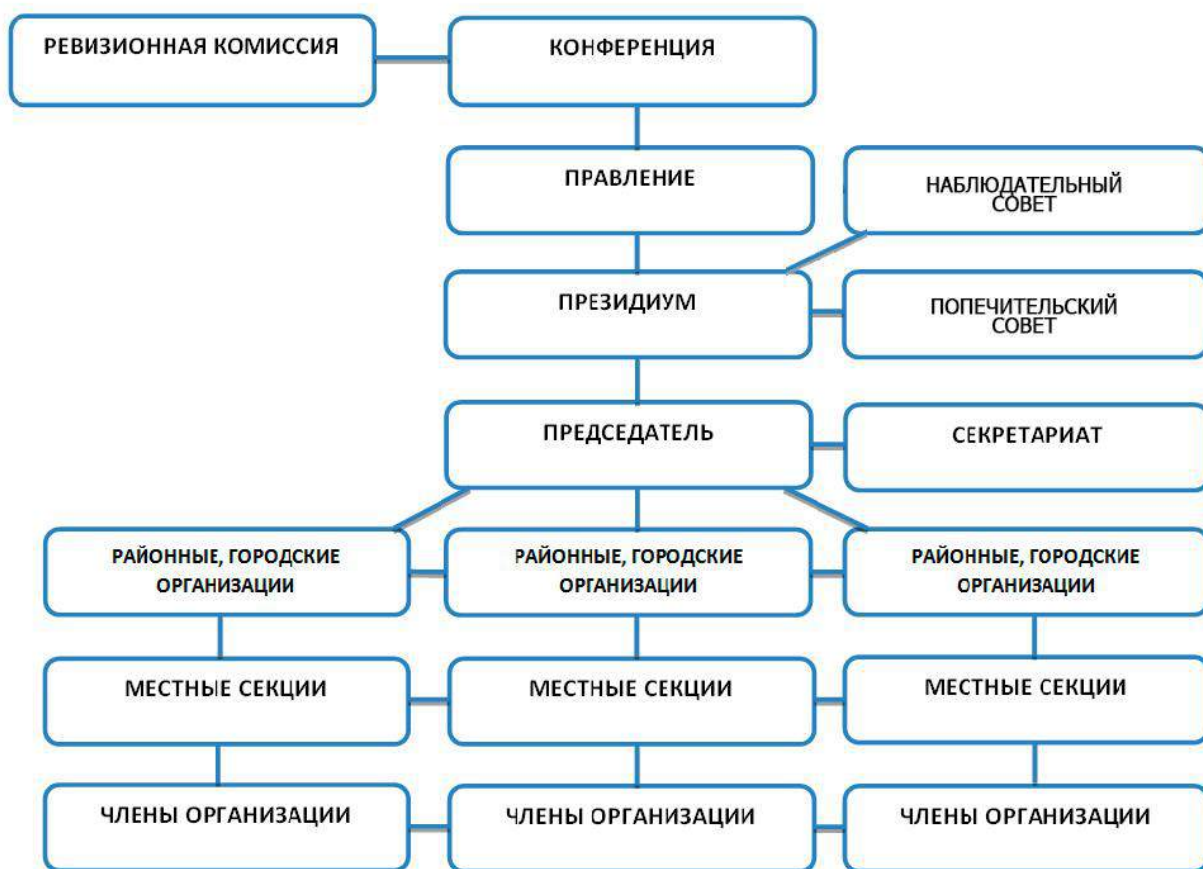 РЕВИЗИОННАЯ КОМИССИЯ
КОНФЕРЕНЦИЯ
ПРАВЛЕНИЕ
НАБЛЮДАТЕЛЬНЫЙ
СОВЕТ
ПРЕЗИДИУМ
ПОПЕЧИТЕЛЬСКИЙ
СОВЕТ
ПРЕДСЕДАТЕЛЬ
СЕКРЕТАРИАТ
РАЙОННЫЕ, ГОРОДСКИЕ
ОРГАНИЗАЦИИ
РАЙОННЫЕ, ГОРОДСКИЕ
ОРГАНИЗАЦИИ
РАЙОННЫЕ, ГОРОДСКИЕ
ОРГАНИЗАЦИИ
МЕСТНЫЕ СЕКЦИИ
МЕСТНЫЕ СЕКЦИИ
МЕСТНЫЕ СЕКЦИИ
ЧЛЕНЫ ОРГАНИЗАЦИИ
ЧЛЕНЫ ОРГАНИЗАЦИИ
ЧЛЕНЫ ОРГАНИЗАЦИИ